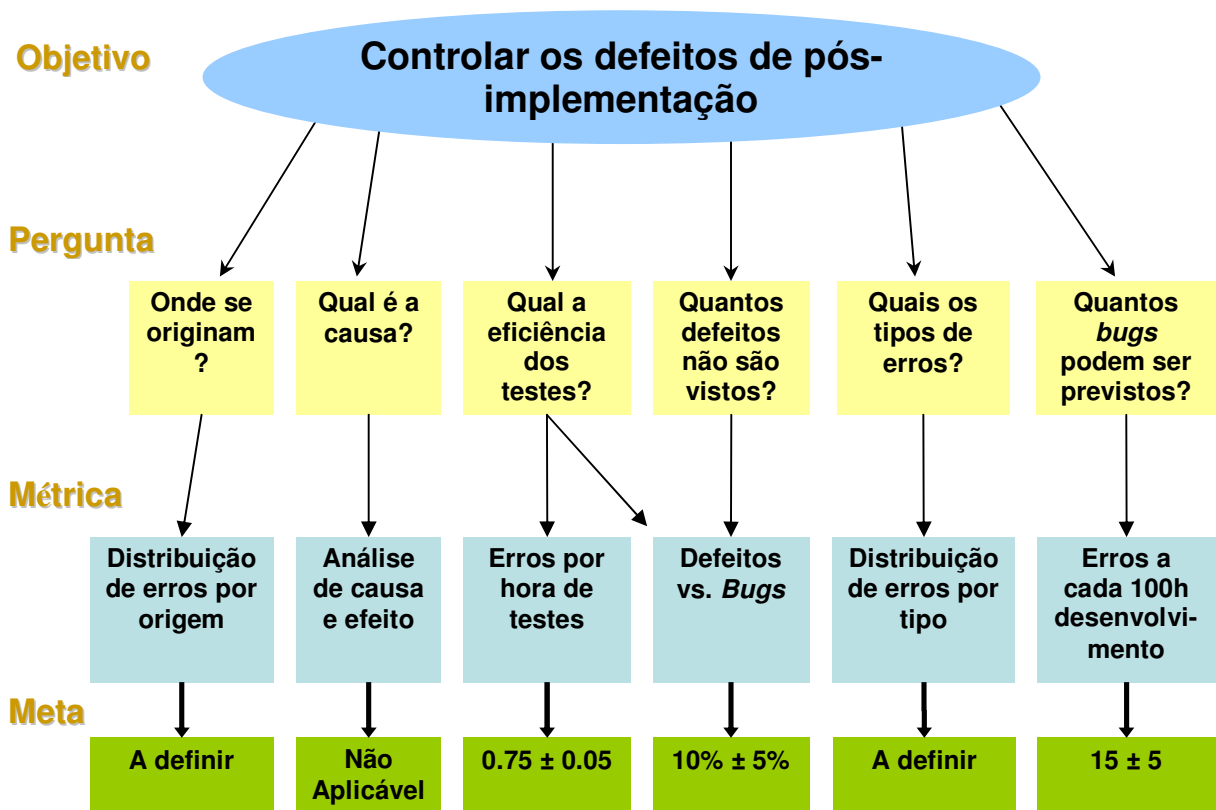 Objetivo
Controlar os defeitos de pós-
implementação
Pergunta
Onde se
originam
?
Qual é a
causa?
Qual a
eficiência
dos
testes?
Quantos
defeitos
não são
vistos?
Quais os
tipos de
erros?
Quantos
bugs
podem ser
previstos?
Métrica
Distribuição
de erros por
origem
Análise
de causa
e efeito
Erros por
hora de
testes
Defeitos
vs. Bugs
Distribuição
de erros por
tipo
Erros a
cada 100h
desenvolvi-
mento
Meta
A definir
Não
Aplicável
0.75 ± 0.05
10% ± 5%
A definir
15 ± 5